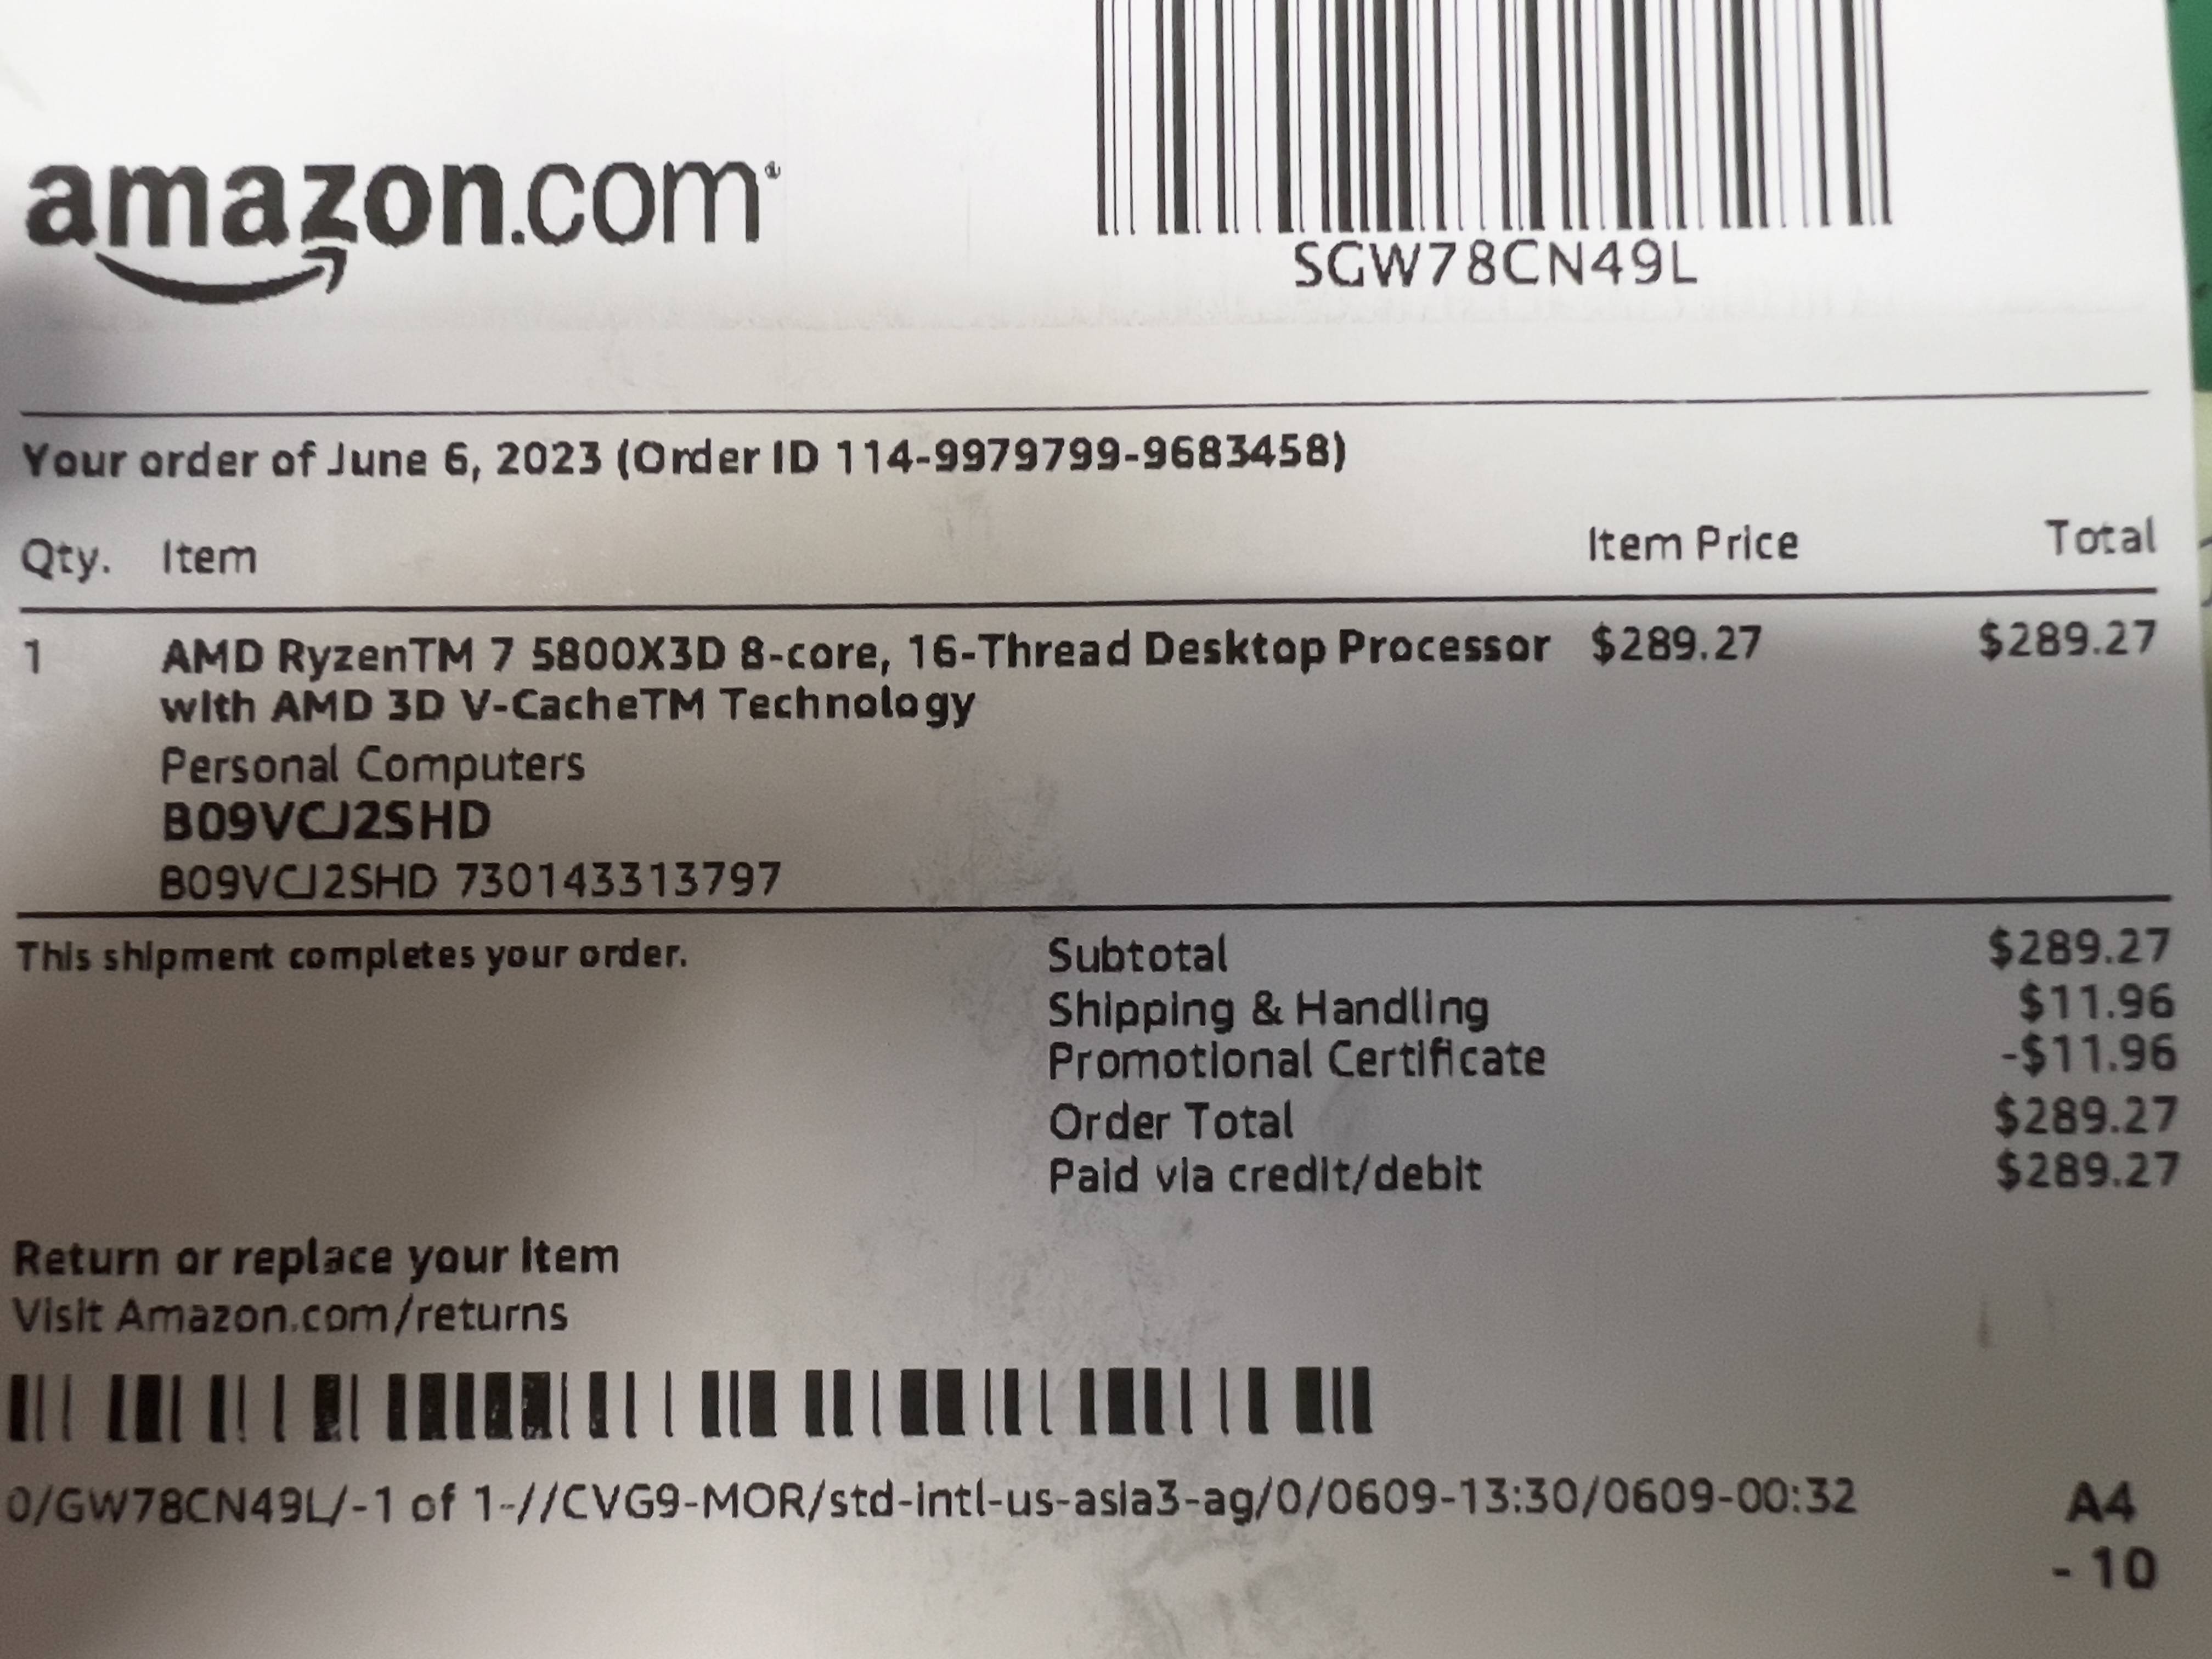 amazon.com
SGW78CN49L
Your order of June 6, 2023 (Order ID 114-9979799-9683458)
Qty. Item Item Price Total
1 AMD RyzenTM 7 5800X3D 8-core, 16-Thread Desktop Processor $289.27 $289.27
with AMD 3D V-CacheTM Technology
Personal Computers
B09VCJ2SHD
B09VCJ2SHD 730143313797
This shipment completes your order. Subtotal $289.27
Shipping & Handling $11.96
Promotional Certificate -$11.96
Order Total $289.27
Paid via credit/debit $289.27
Return or replace your item
Visit Amazon.com/returns
0/GW78CN49L/-1 of 1-//CVG9-MOR/std-intl-us-asia3-ag/0/0609-13:30/0609-00:32 A4
- 10